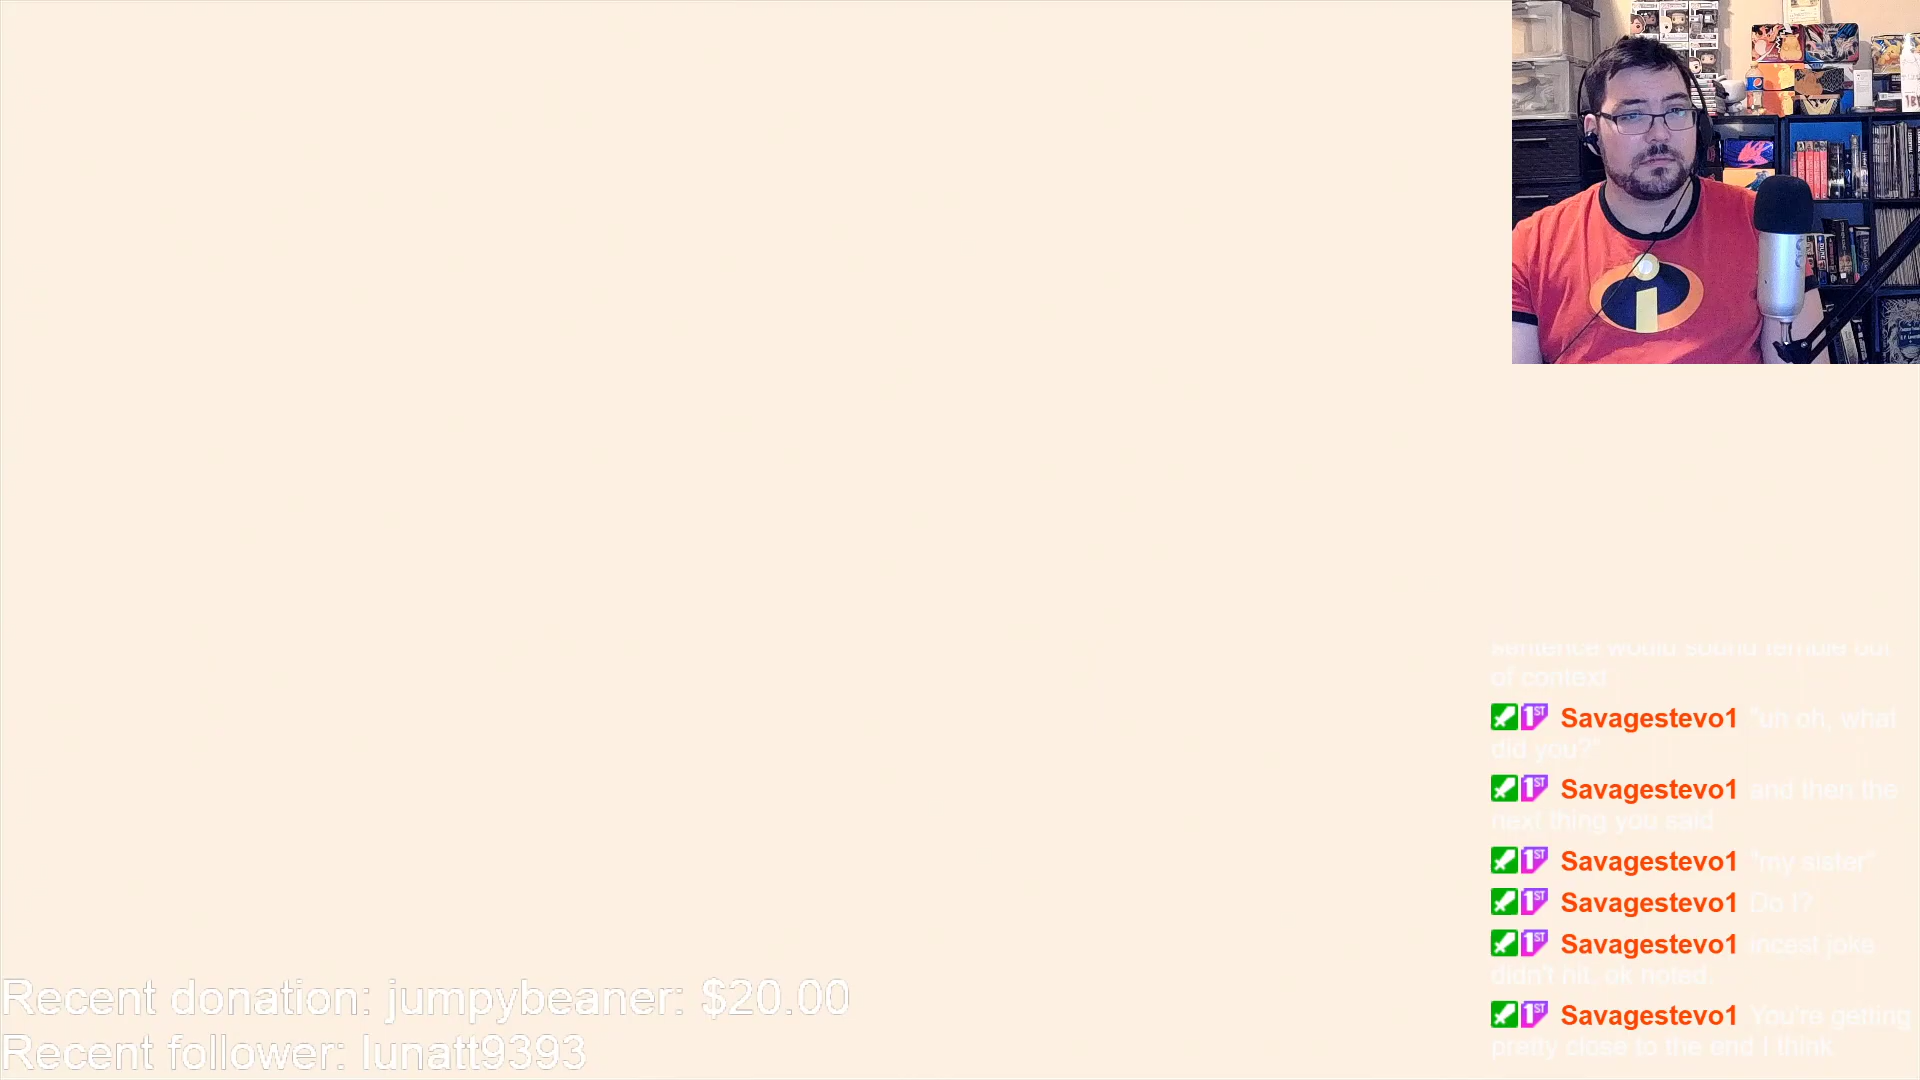 sentence would sound terrible out
of context
Savagestevo1 "uh oh, what
did you?"
Savagestevo1 and then the
next thing you said
Savagestevo1 "my sister"
Savagestevo1 Do I?
Savagestevo1 incest joke
didn't hit, ok noted.
Savagestevo1 You're getting
pretty close to the end I think
Recent donation: jumpybeaner: $20.00
Recent follower: lunatt9393